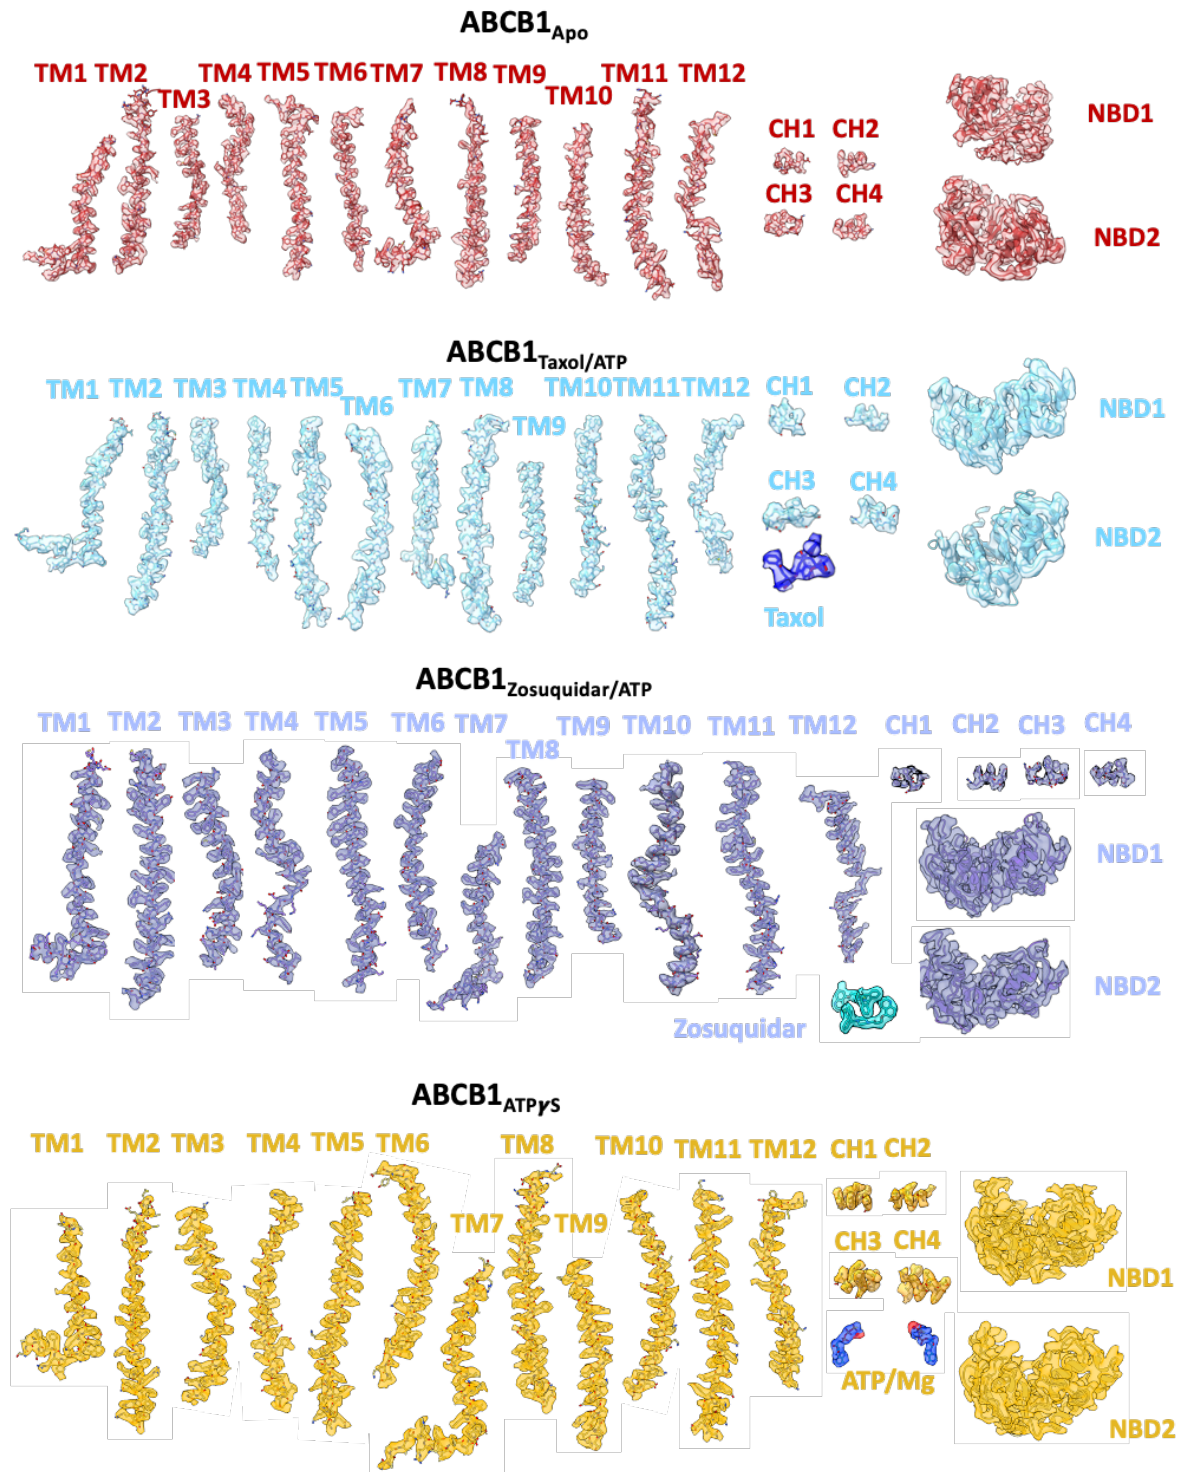 ABCB1Apo
TM1 TM2 TM3 TM4 TM5 TM6 TM7 TM8 TM9 TM10 TM11 TM12
CH1 CH2
CH3 CH4
NBD1
NBD2
ABCB1Taxol/ATP
TM1 TM2 TM3 TM4 TM5 TM6 TM7 TM8 TM9 TM10 TM11 TM12
CH1 CH2
CH3 CH4
Taxol
NBD1
NBD2
ABCB1Zosuquidar/ATP
TM1 TM2 TM3 TM4 TM5 TM6 TM7 TM8 TM9 TM10 TM11 TM12
CH1 CH2 CH3 CH4
NBD1
NBD2
Zosuquidar
ABCB1ATPγS
TM1 TM2 TM3 TM4 TM5 TM6 TM7 TM8 TM9 TM10 TM11 TM12
CH1 CH2
CH3 CH4
ATP/Mg
NBD1
NBD2